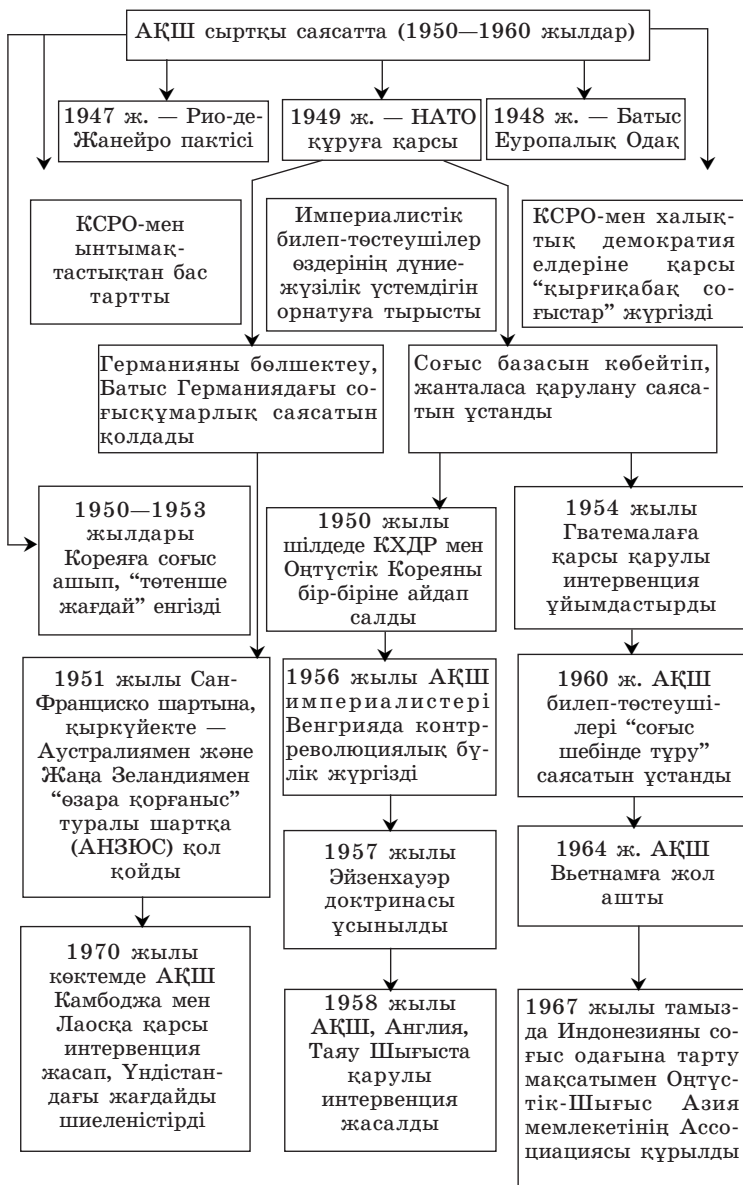 АҚШ сыртқы саясатта (1950—1960 жылдар)
1947 ж. — Рио-де-
Жанейро пактісі
1949 ж. — НАТО
құруға қарсы
1948 ж. — Батыс
Еуропалық Одақ
КСРО-мен
ынтымақ-
тастықтан бас
тартты
Империалистік
билеп-төстеушілер
өздерінің дүние-
жүзілік үстемдігін
орнатуға тырысты
КСРО-мен халық-
тық демократия
елдеріне қарсы
“қырғиқабақ со-
ғыстар” жүргізді
Германияны бөлшектеу,
Батыс Германиядағы со-
ғысқұмарлық саясатын
қолдады
Соғыс базасын көбейтіп,
жанталаса қарулану сая­са-
тын ұстанды
1950—1953
жылдары
Кореяға соғыс
ашып, “төтенше
жағдай” енгізді
1950 жылы
шілдеде КХДР мен
Оңтүстік Кореяны
бір-біріне айдап
салды
1954 жылы
Гватемалаға
қарсы қарулы
интервенция
ұйымдастырды
1951 жылы Сан-
Франциско шартына,
қыркүйекте —
Аустралиямен және
Жаңа Зеландиямен
“өзара қорғаныс”
туралы шартқа
(АНЗЮС) қол
қойды
1956 жылы АҚШ
империалистері
Венгрияда контр-
революциялық бү-
лік жүргізді
1960 ж. АҚШ
билеп-төстеуші-
лері “соғыс
шебінде тұру”
саясатын ұстанды
1957 жылы
Эйзенхауэр
доктринасы
ұсынылды
1964 ж. АҚШ
Вьетнамға жол
ашты
1970 жылы
көктемде АҚШ
Камбоджа мен
Лаосқа қарсы
интервенция
жасап, Үндістан-
дағы жағдайды
шиеленістірді
1958 жылы
АҚШ, Англия,
Таяу Шығыста
қарулы
интервенция
жасалды
1967 жылы тамыз-
да Индонезияны со-
ғыс одағына тарту
мақсатымен Оңтүс-
тік-Шығыс Азия
мемлекетінің Ассо-
циациясы құрылды